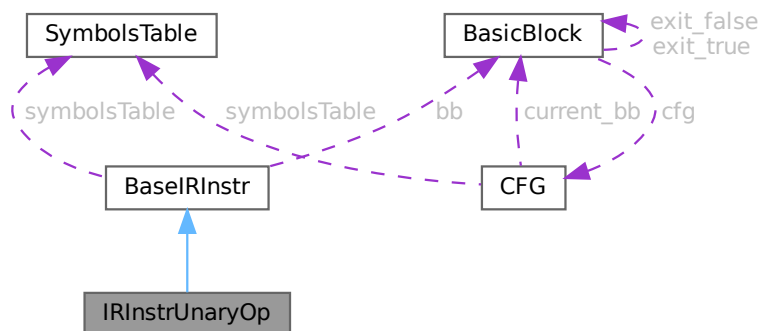 SymbolsTable
BasicBlock
exit_false
exit_true
symbolsTable
symbolsTable
bb
current_bb
cfg
BaseIRInstr
CFG
IRInstrUnaryOp